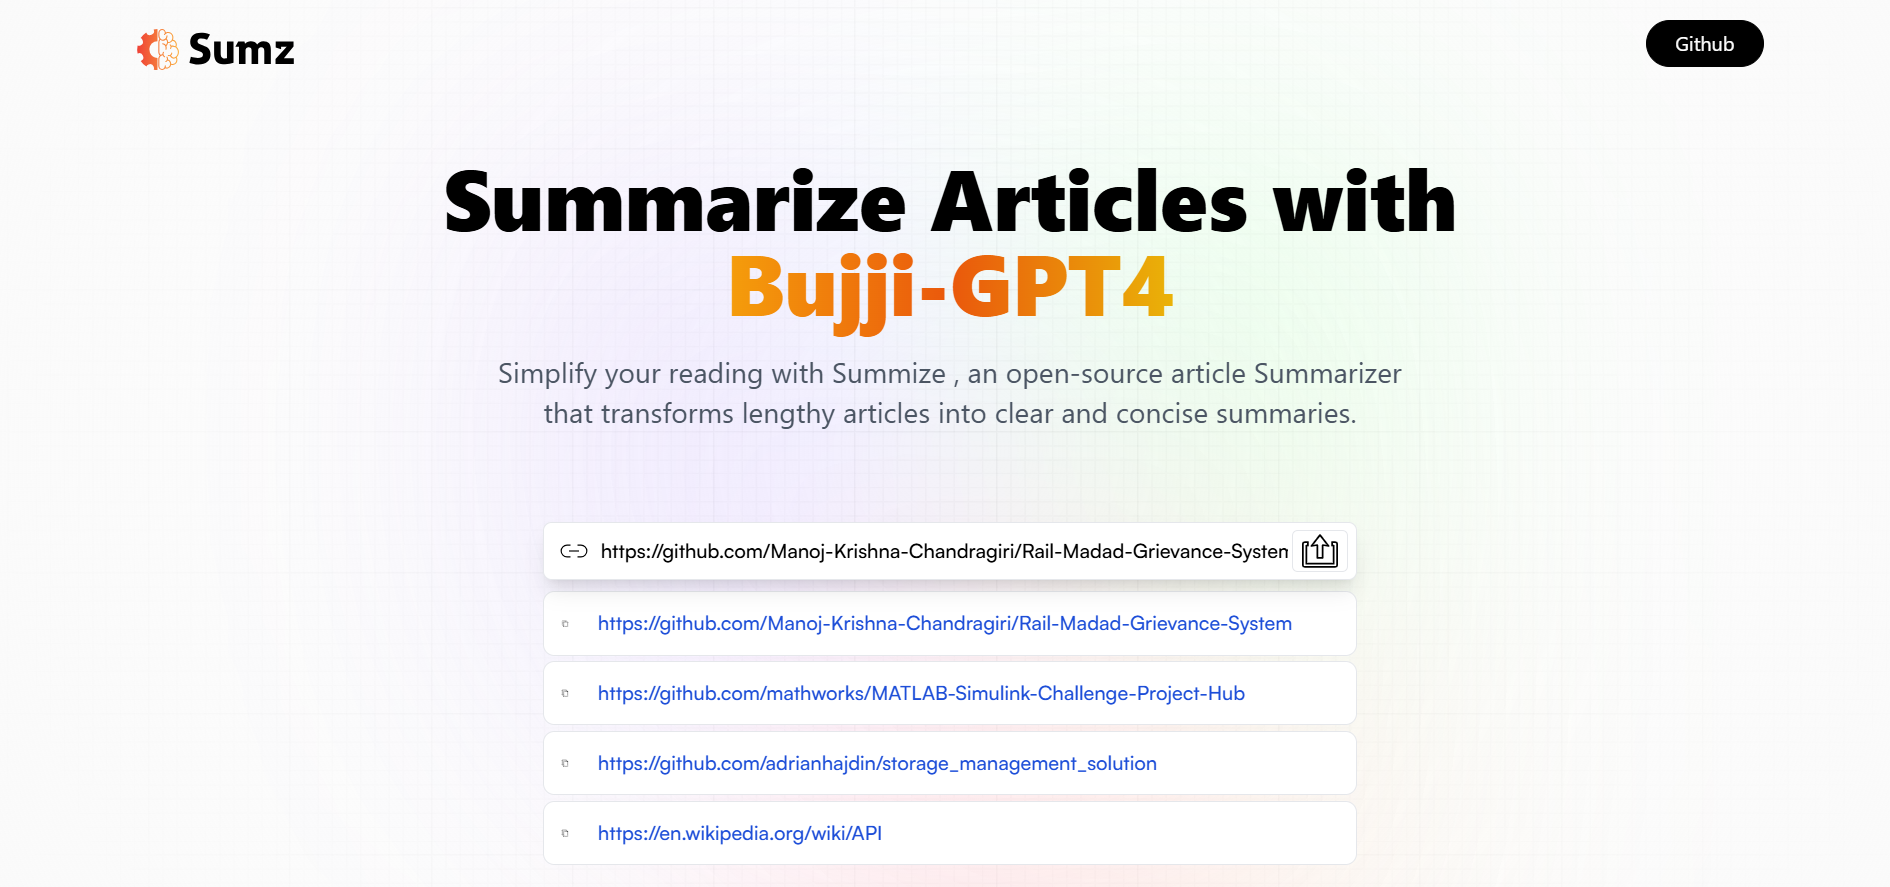 Sumz
Github
Summarize Articles with
Bujji-GPT4
Simplify your reading with Summize , an open-source article Summarizer
that transforms lengthy articles into clear and concise summaries.
https://github.com/Manoj-Krishna-Chandragiri/Rail-Madad-Grievance-System
https://github.com/Manoj-Krishna-Chandragiri/Rail-Madad-Grievance-System
https://github.com/mathworks/MATLAB-Simulink-Challenge-Project-Hub
https://github.com/adrianhajdin/storage_management_solution
https://en.wikipedia.org/wiki/API